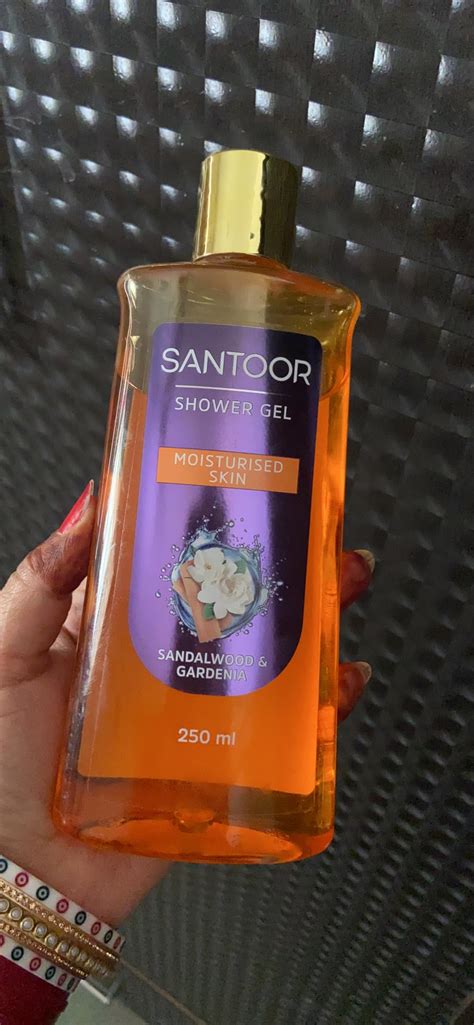 SANTOOR
SHOWER GEL
MOISTURISED
SKIN
SANDALWOOD &
GARDENIA
250 ml